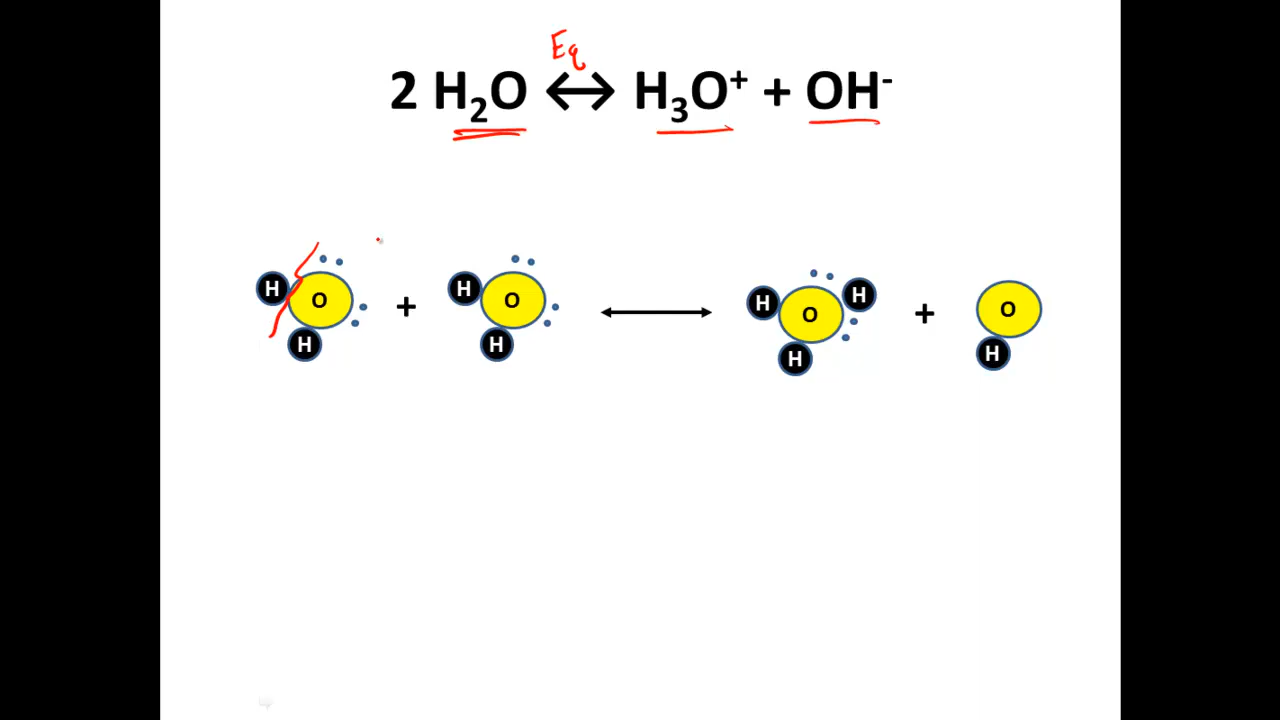 Eq
2 H₂O ↔ H₃O⁺ + OH⁻
H O H + H O H ↔ H O H H + O H